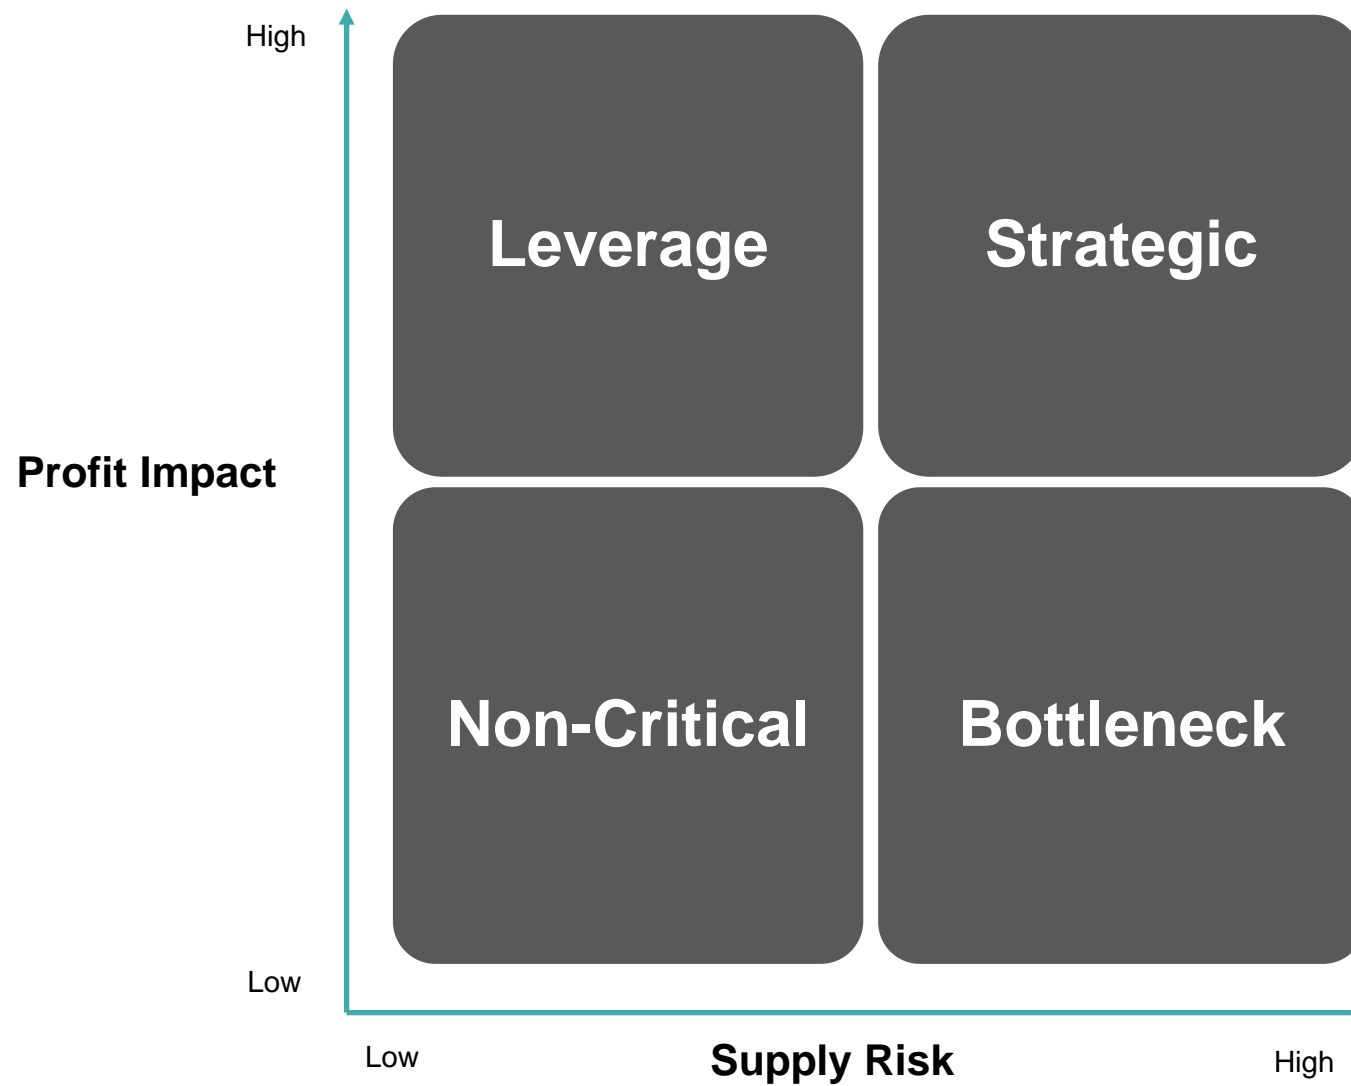 High
Leverage
Strategic
Profit Impact
Non-Critical
Bottleneck
Low
Low
Supply Risk
High